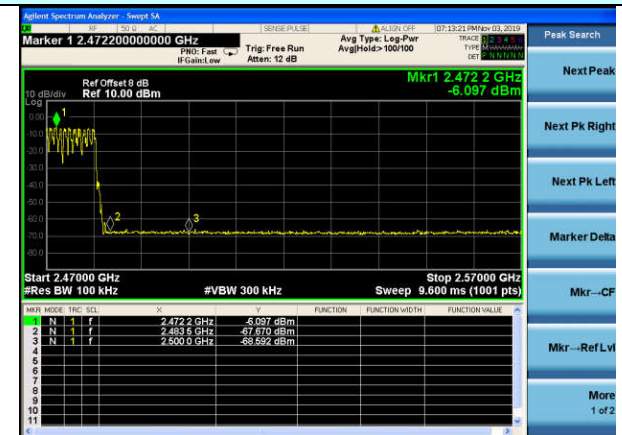 Agilent Spectrum Analyzer - Swept SA
RF 50 Ω AC SENSE:PULSE ALIGN OFF 07:13:21 PM Nov 03, 2019
Marker 1 2.472200000000 GHz
PNO: Fast
IFGain:Low
Trig: Free Run
Atten: 12 dB
Avg Type: Log-Pwr
Avg|Hold:>100/100
TRACE 1 2 3 4 5
TYPE M
DET P N N N N N
Peak Search
Next Peak
Next Pk Right
Next Pk Left
Marker Delta
Mkr→CF
Mkr→Ref Lvl
More
1 of 2
Mkr1 2.472 2 GHz
-6.097 dBm
Ref Offset 8 dB
10 dB/div Ref 10.00 dBm
Log
0.00
-10.0
-20.0
-30.0
-40.0
-50.0
-60.0
-70.0
-80.0
1
2
3
Start 2.47000 GHz Stop 2.57000 GHz
#Res BW 100 kHz #VBW 300 kHz Sweep 9.600 ms (1001 pts)
MKR MODE TRC SCL X Y FUNCTION FUNCTION WIDTH FUNCTION VALUE
1 N 1 f 2.472 2 GHz -6.097 dBm
2 N 1 f 2.483 5 GHz -67.670 dBm
3 N 1 f 2.500 0 GHz -68.592 dBm
4
5
6
7
8
9
10
11